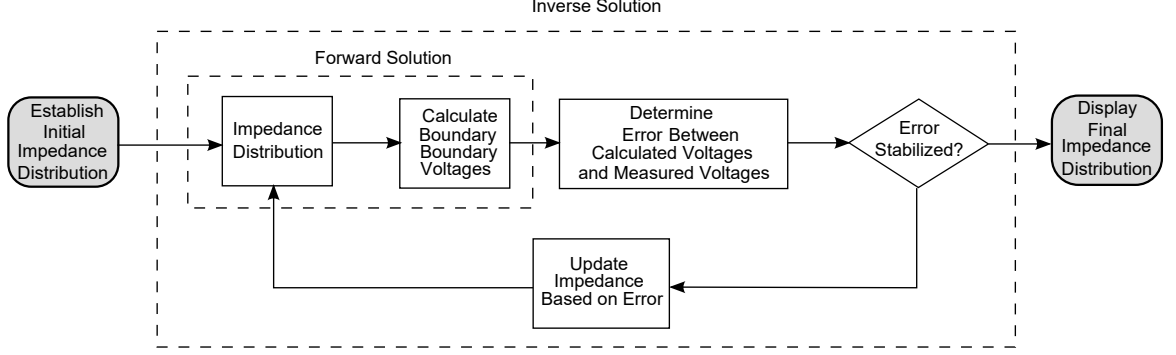 Inverse Solution
Forward Solution
Establish
Initial
Impedance
Distribution
Impedance
Distribution
Calculate
Boundary
Boundary
Voltages
Determine
Error Between
Calculated Voltages
and Measured Voltages
Error
Stabilized?
Display
Final
Impedance
Distribution
Update
Impedance
Based on Error